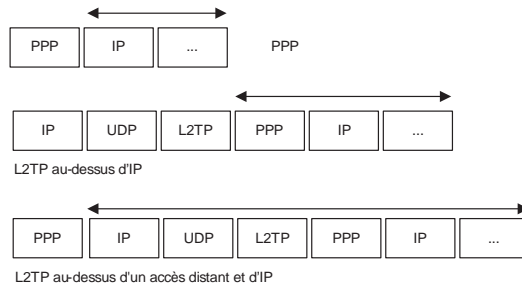 PPP IP ... PPP
IP UDP L2TP PPP IP ...
L2TP au-dessus d'IP
PPP IP UDP L2TP PPP IP ...
L2TP au-dessus d'un accès distant et d'IP